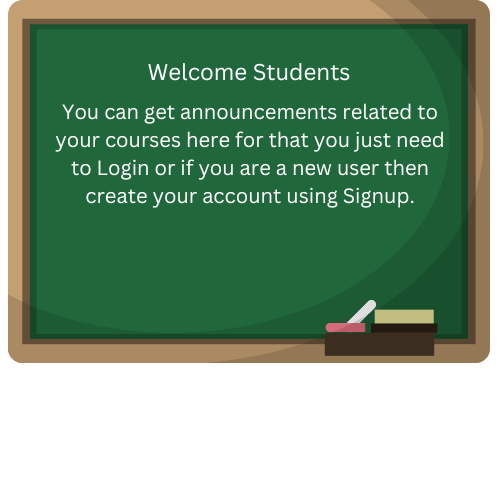 Welcome Students
You can get announcements related to
your courses here for that you just need
to Login or if you are a new user then
create your account using Signup.